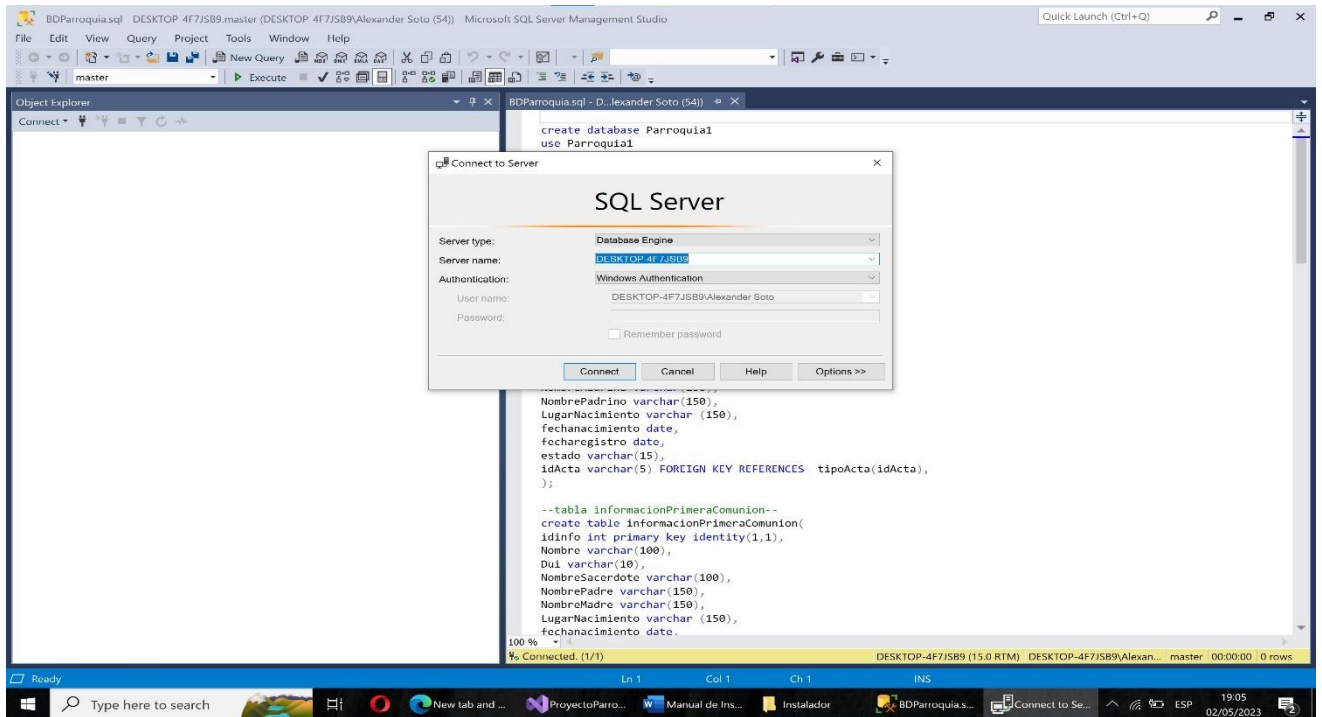 BDParroquia.sql DESKTOP 4F7JSB9.master (DESKTOP 4F7JSB9\Alexander Soto (54)) Microsoft SQL Server Management Studio
Quick Launch (Ctrl+Q)
File Edit View Query Project Tools Window Help
New Query
master Execute
Object Explorer
BDParroquia.sql - D...lexander Soto (54))
Connect
create database Parroquia1
use Parroquia1
Connect to Server
SQL Server
Server type: Database Engine
Server name: DESKTOP-4F7JSB9
Authentication: Windows Authentication
User name: DESKTOP-4F7JSB9\Alexander Soto
Password:
Remember password
Connect Cancel Help Options >>
NombrePadrino varchar(150),
LugarNacimiento varchar (150),
fechanacimiento date,
fecharegistro date,
estado varchar(15),
idActa varchar(5) FOREIGN KEY REFERENCES tipoActa(idActa),
);
--tabla informacionPrimeraComunion--
create table informacionPrimeraComunion(
idinfo int primary key identity(1,1),
Nombre varchar(100),
Dui varchar(10),
NombreSacerdote varchar(100),
NombrePadre varchar(150),
NombreMadre varchar(150),
LugarNacimiento varchar (150),
fechanacimiento date,
100 %
Connected. (1/1)
DESKTOP-4F7JSB9 (15.0 RTM) DESKTOP-4F7JSB9\Alexan... master 00:00:00 0 rows
Ready Ln 1 Col 1 Ch 1 INS
Type here to search
New tab and ...
ProyectoParro...
Manual de Ins...
Instalador
BDParroquia.s...
Connect to Se...
ESP
19:05
02/05/2023